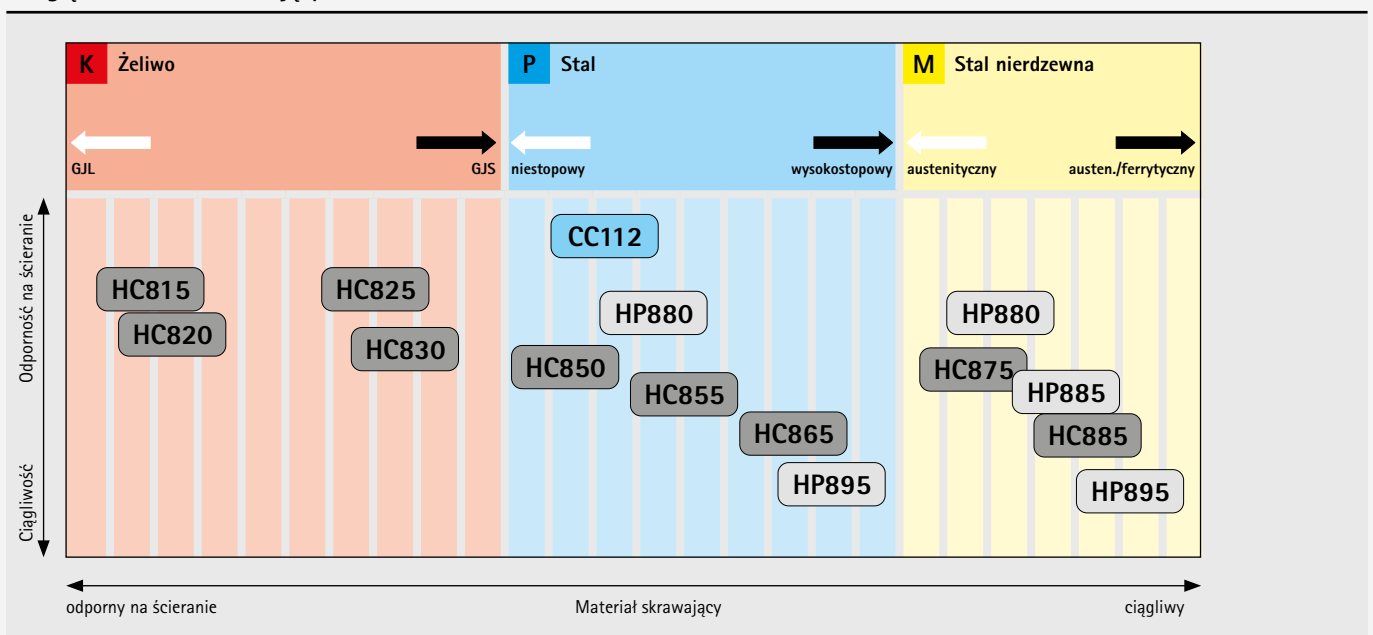 K Żeliwo
P Stal
M Stal nierdzewna
GJL
GJS
niestopowy
wysokostopowy
austenityczny
austen./ferrytyczny
Odporność na ścieranie
Ciągliwość
CC112
HC815
HC825
HP880
HP880
HC820
HC830
HC850
HC875
HC855
HP885
HC865
HC885
HP895
HP895
odporny na ścieranie
Materiał skrawający
ciągliwy